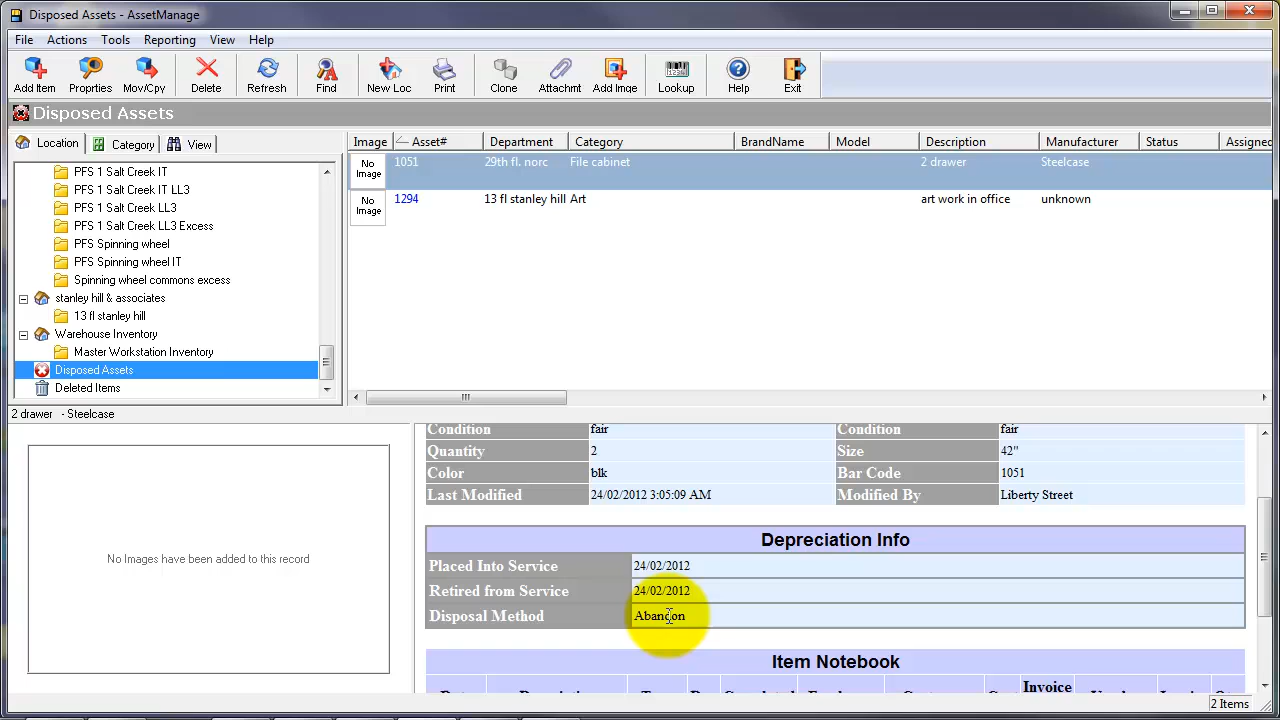 Disposed Assets - AssetManage
File Actions Tools Reporting View Help
Add Item Prpperties Mov/Cpy Delete Refresh Find New Loc Print Clone Attachmt Add Imge Lookup Help Exit
Disposed Assets
Location Category View
Image Asset# Department Category BrandName Model Description Manufacturer Status Assigned
No Image 1051 29th fl. norc File cabinet 2 drawer Steelcase
No Image 1294 13 fl stanley hill Art art work in office unknown
PFS 1 Salt Creek IT
PFS 1 Salt Creek IT LL3
PFS 1 Salt Creek LL3
PFS 1 Salt Creek LL3 Excess
PFS Spinning wheel
PFS Spinning wheel IT
Spinning wheel commons excess
stanley hill & associates
13 fl stanley hill
Warehouse Inventory
Master Workstation Inventory
Disposed Assets
Deleted Items
2 drawer - Steelcase
No Images have been added to this record
Condition fair Condition fair
Quantity 2 Size 42"
Color blk Bar Code 1051
Last Modified 24/02/2012 3:05:09 AM Modified By Liberty Street
Depreciation Info
Placed Into Service 24/02/2012
Retired from Service 24/02/2012
Disposal Method Abandon
Item Notebook
Invoice
2 Items